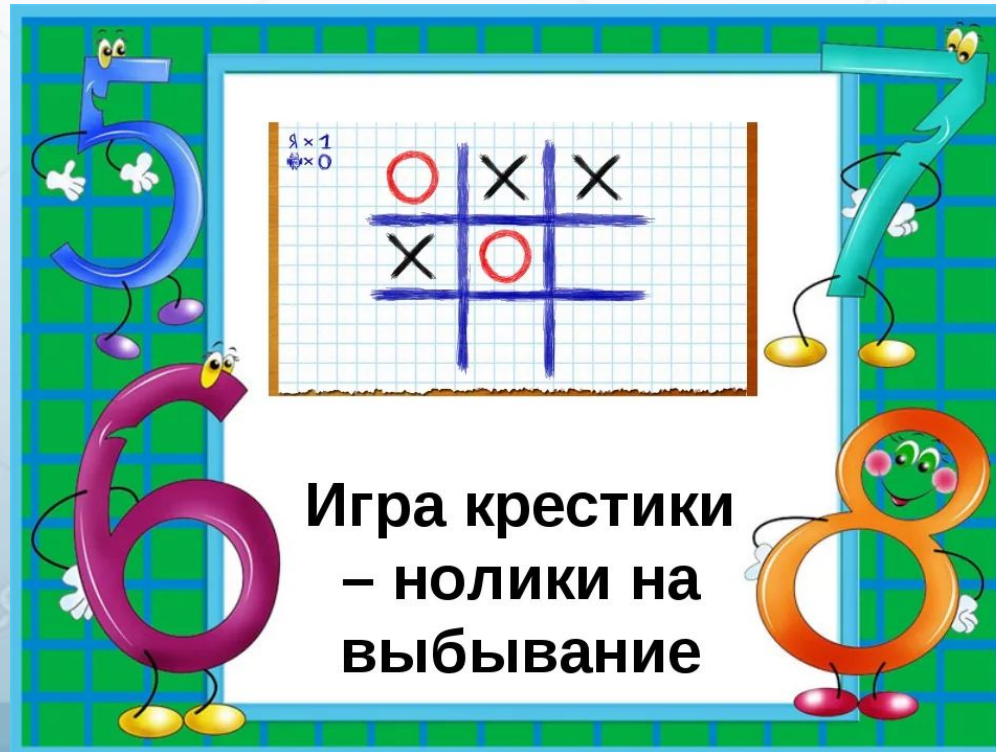 Я × 1
× 0
Игра крестики
– нолики на
выбывание